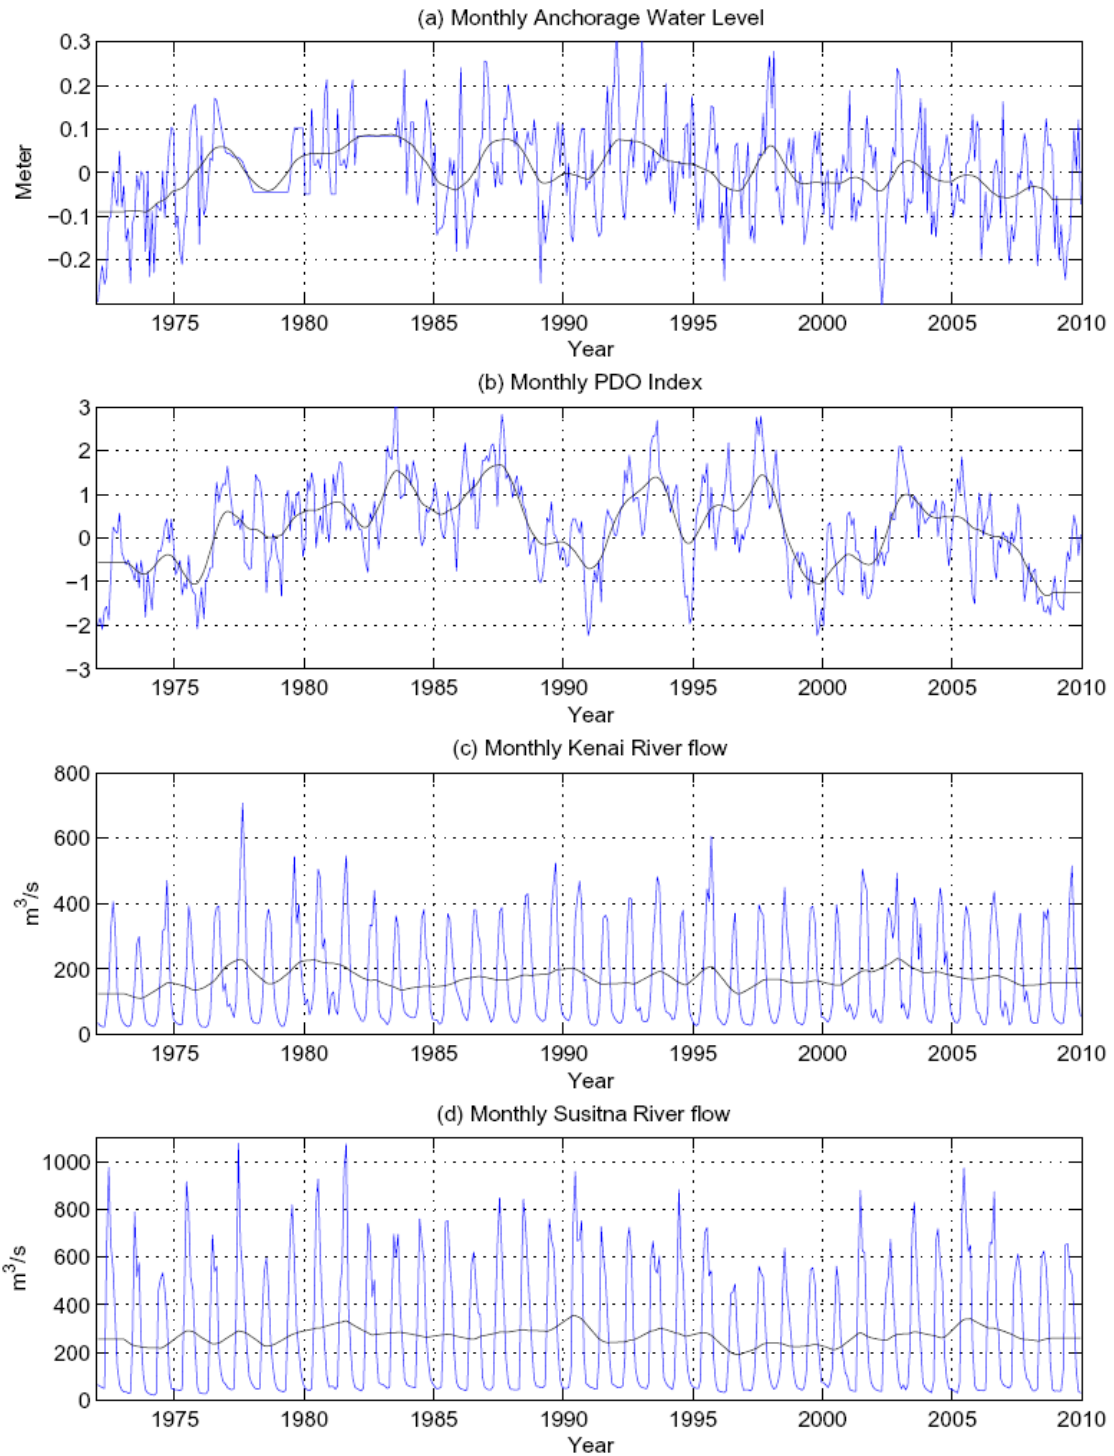 (a) Monthly Anchorage Water Level
0.3
0.2
0.1
0
−0.1
−0.2
Meter
1975 1980 1985 1990 1995 2000 2005 2010
Year
(b) Monthly PDO Index
3
2
1
0
−1
−2
−3
1975 1980 1985 1990 1995 2000 2005 2010
Year
(c) Monthly Kenai River flow
800
600
400
200
0
m³/s
1975 1980 1985 1990 1995 2000 2005 2010
Year
(d) Monthly Susitna River flow
1000
800
600
400
200
0
m³/s
1975 1980 1985 1990 1995 2000 2005 2010
Year